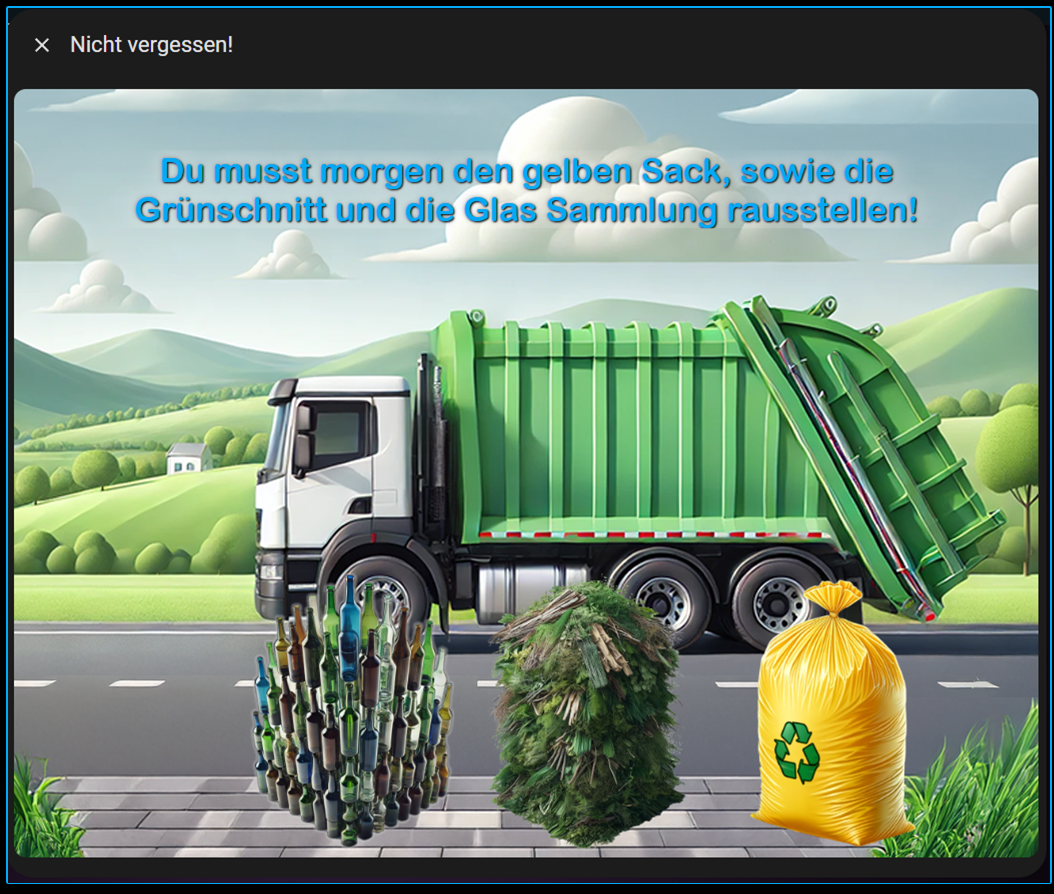 Nicht vergessen!
Du musst morgen den gelben Sack, sowie die
Grünschnitt und die Glas Sammlung rausstellen!